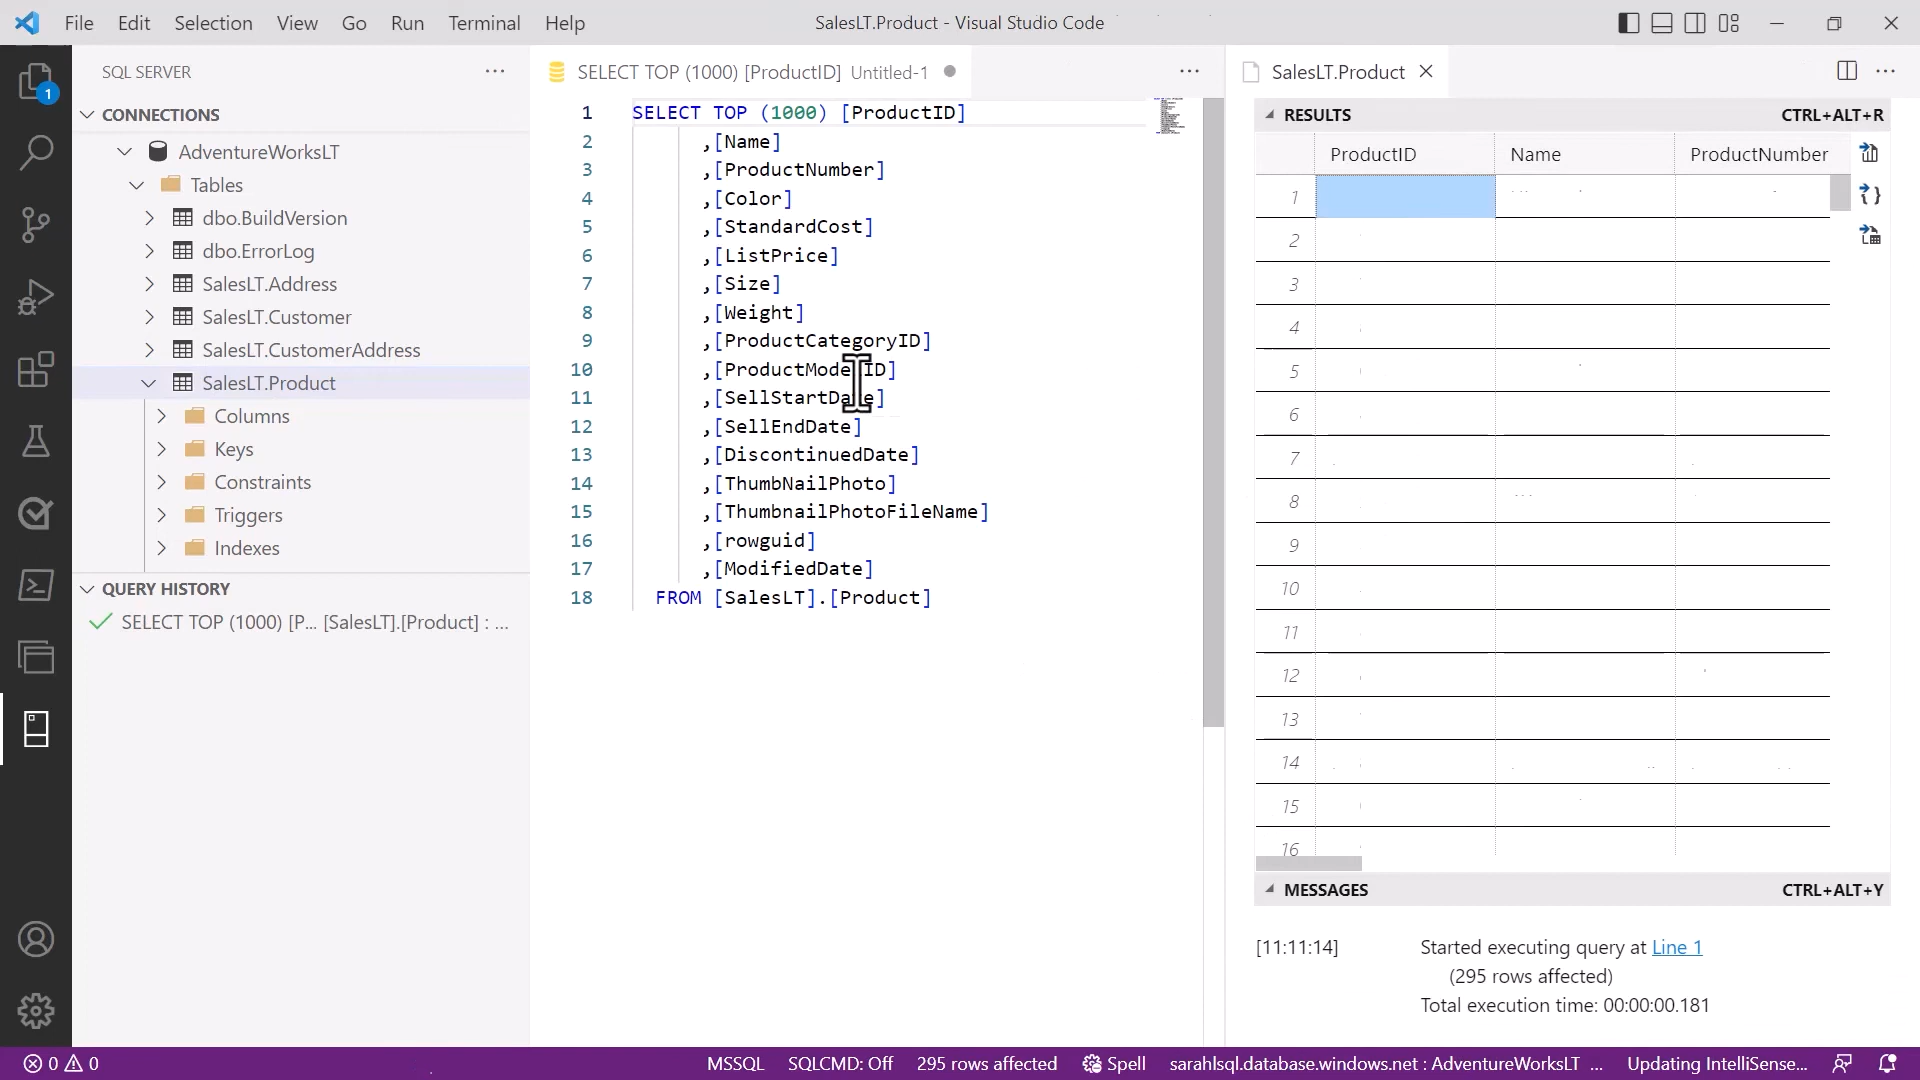 File Edit Selection View Go Run Terminal Help
SalesLT.Product - Visual Studio Code
1
SQL SERVER
CONNECTIONS
AdventureWorksLT
Tables
dbo.BuildVersion
dbo.ErrorLog
SalesLT.Address
SalesLT.Customer
SalesLT.CustomerAddress
SalesLT.Product
Columns
Keys
Constraints
Triggers
Indexes
QUERY HISTORY
SELECT TOP (1000) [P... [SalesLT].[Product] : ...
SELECT TOP (1000) [ProductID] Untitled-1
1 SELECT TOP (1000) [ProductID]
2 ,[Name]
3 ,[ProductNumber]
4 ,[Color]
5 ,[StandardCost]
6 ,[ListPrice]
7 ,[Size]
8 ,[Weight]
9 ,[ProductCategoryID]
10 ,[ProductModelID]
11 ,[SellStartDate]
12 ,[SellEndDate]
13 ,[DiscontinuedDate]
14 ,[ThumbNailPhoto]
15 ,[ThumbnailPhotoFileName]
16 ,[rowguid]
17 ,[ModifiedDate]
18 FROM [SalesLT].[Product]
SalesLT.Product
RESULTS CTRL+ALT+R
ProductID Name ProductNumber
1
2
3
4
5
6
7
8
9
10
11
12
13
14
15
16
MESSAGES CTRL+ALT+Y
[11:11:14] Started executing query at Line 1
(295 rows affected)
Total execution time: 00:00:00.181
0 0 MSSQL SQLCMD: Off 295 rows affected Spell sarahlsql.database.windows.net : AdventureWorksLT ... Updating IntelliSense...